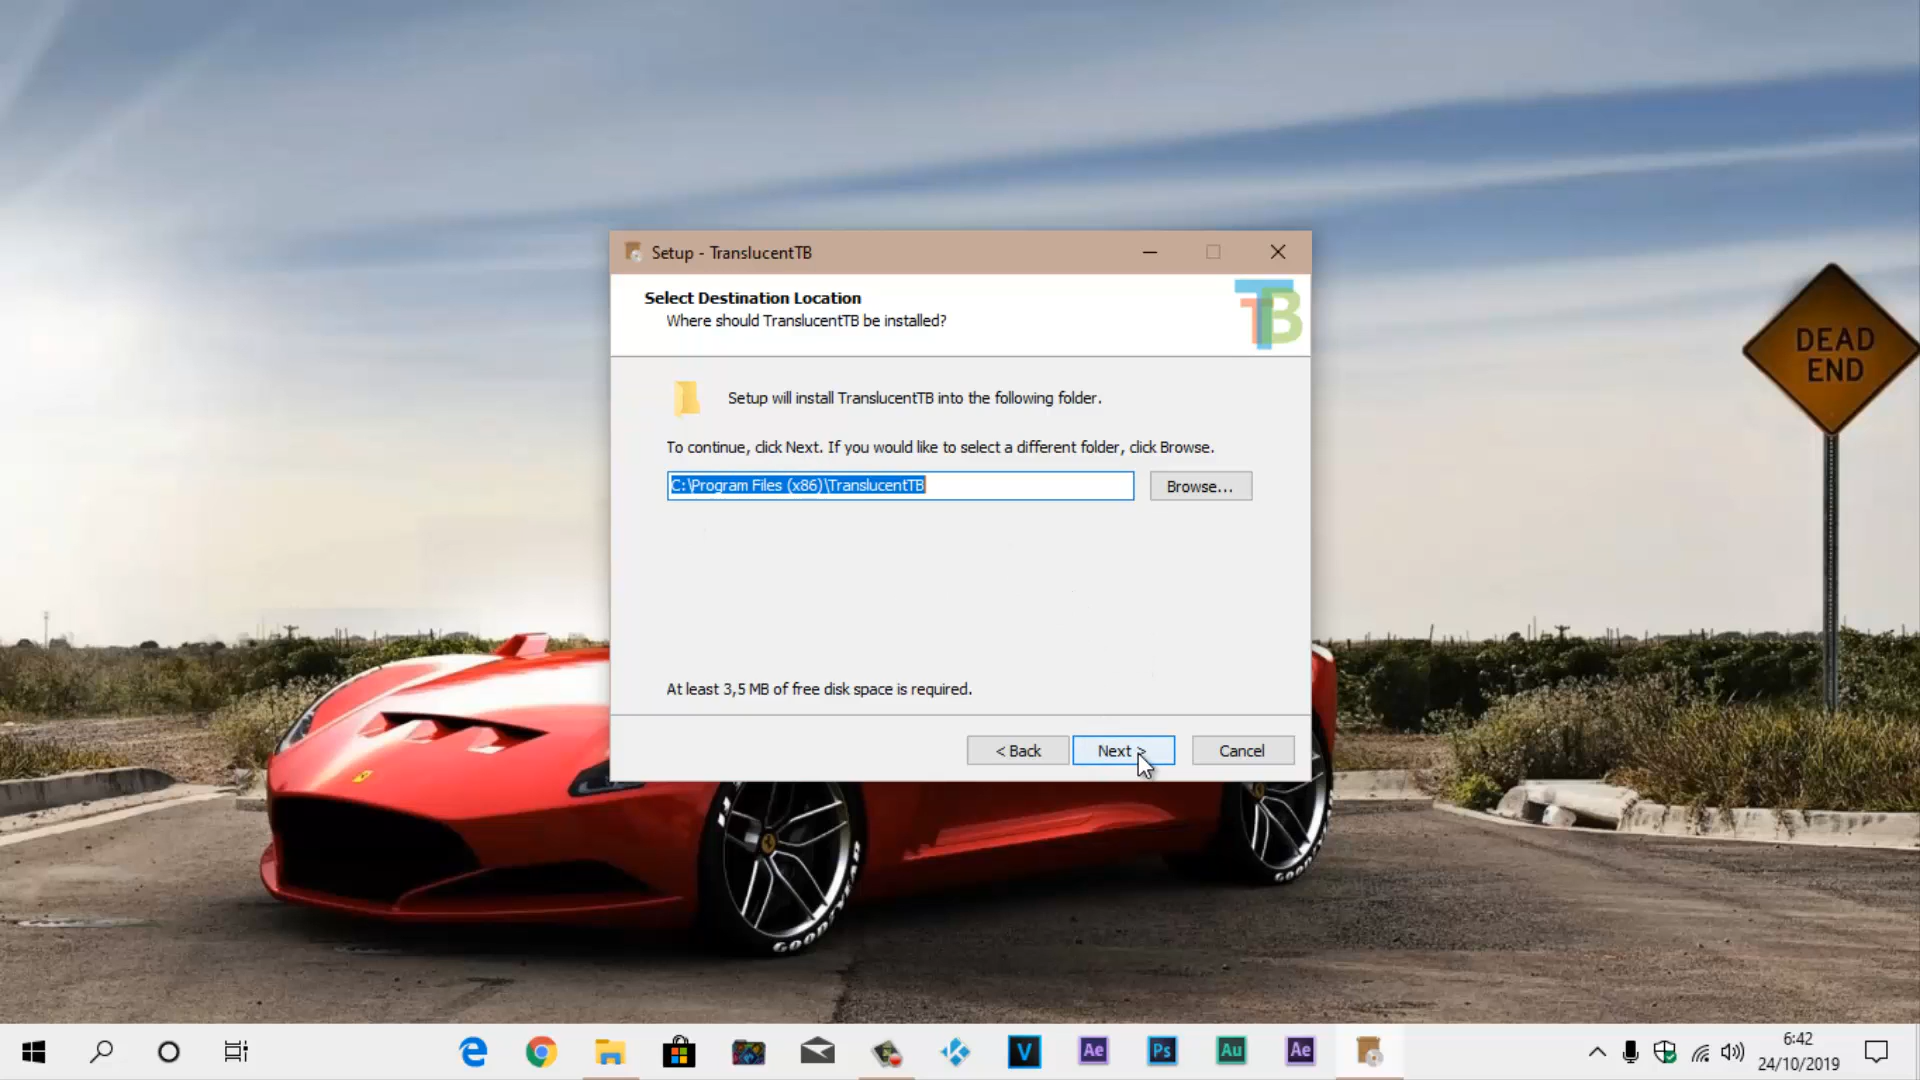 Setup - TranslucentTB
Select Destination Location
Where should TranslucentTB be installed?
TB
Setup will install TranslucentTB into the following folder.
To continue, click Next. If you would like to select a different folder, click Browse.
C:\Program Files (x86)\TranslucentTB
Browse...
At least 3,5 MB of free disk space is required.
< Back
Next >
Cancel
DEAD
END
GOODYEAR
GOODY
V
Ae
Ps
Au
Ae
6:42
24/10/2019